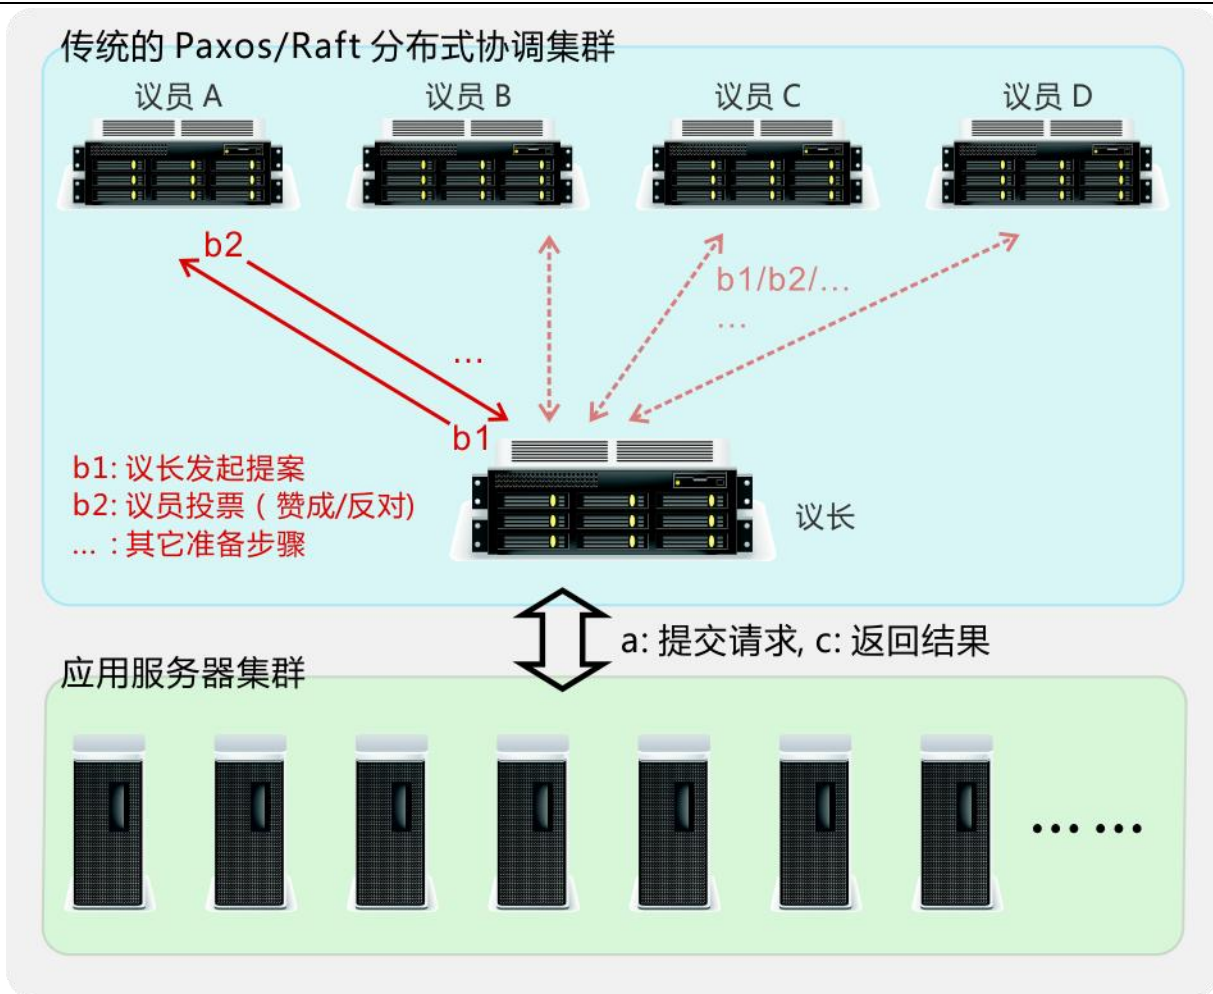 传统的 Paxos/Raft 分布式协调集群
议员 A
议员 B
议员 C
议员 D
b2
b1/b2/…
…
…
b1
b1: 议长发起提案
b2: 议员投票 ( 赞成/反对)
... : 其它准备步骤
议长
a: 提交请求, c: 返回结果
应用服务器集群
… …